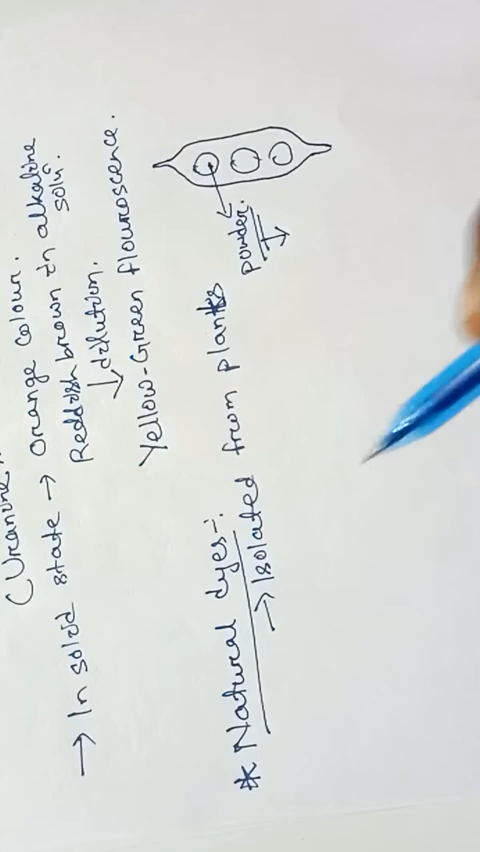 (Uranine)
→ In solid state → Orange colour.
Reddish brown in alkaline soln.
↓ dilution.
Yellow-Green flouroscence.
* Natural dyes-:
→ Isolated from plants
powder.